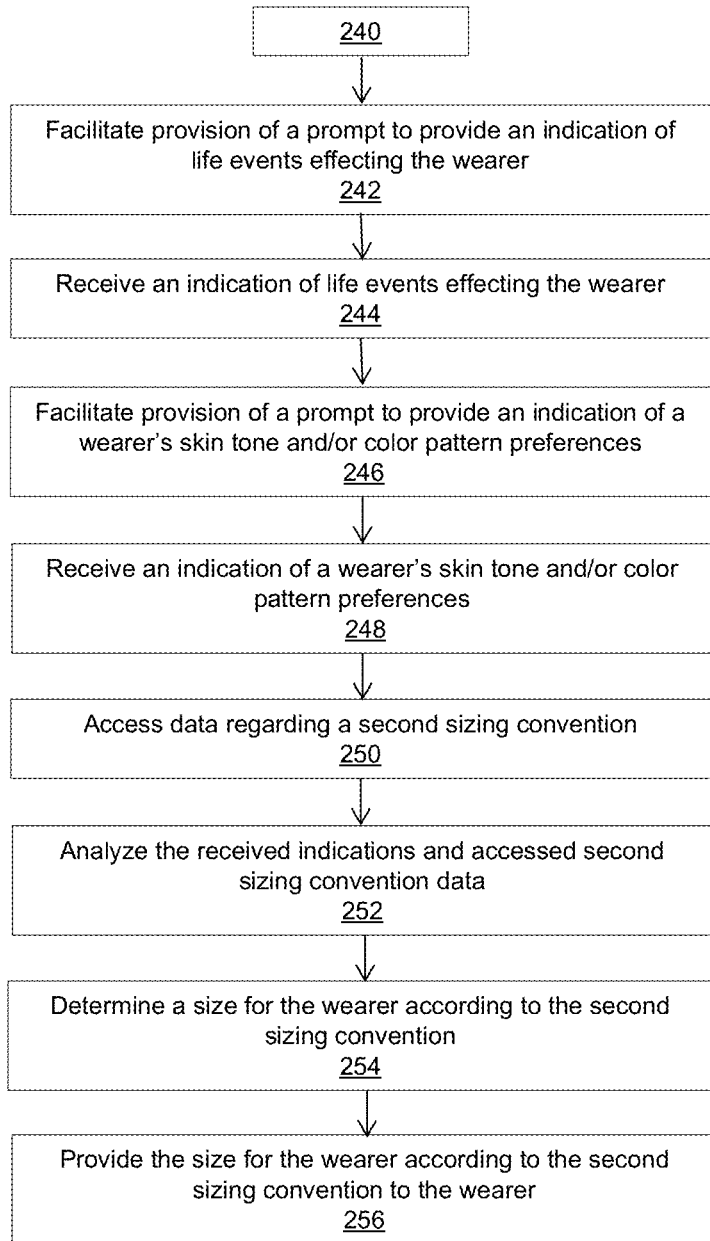 240
Facilitate provision of a prompt to provide an indication of
life events effecting the wearer
242
Receive an indication of life events effecting the wearer
244
Facilitate provision of a prompt to provide an indication of a
wearer's skin tone and/or color pattern preferences
246
Receive an indication of a wearer's skin tone and/or color
pattern preferences
248
Access data regarding a second sizing convention
250
Analyze the received indications and accessed second
sizing convention data
252
Determine a size for the wearer according to the second
sizing convention
254
Provide the size for the wearer according to the second
sizing convention to the wearer
256